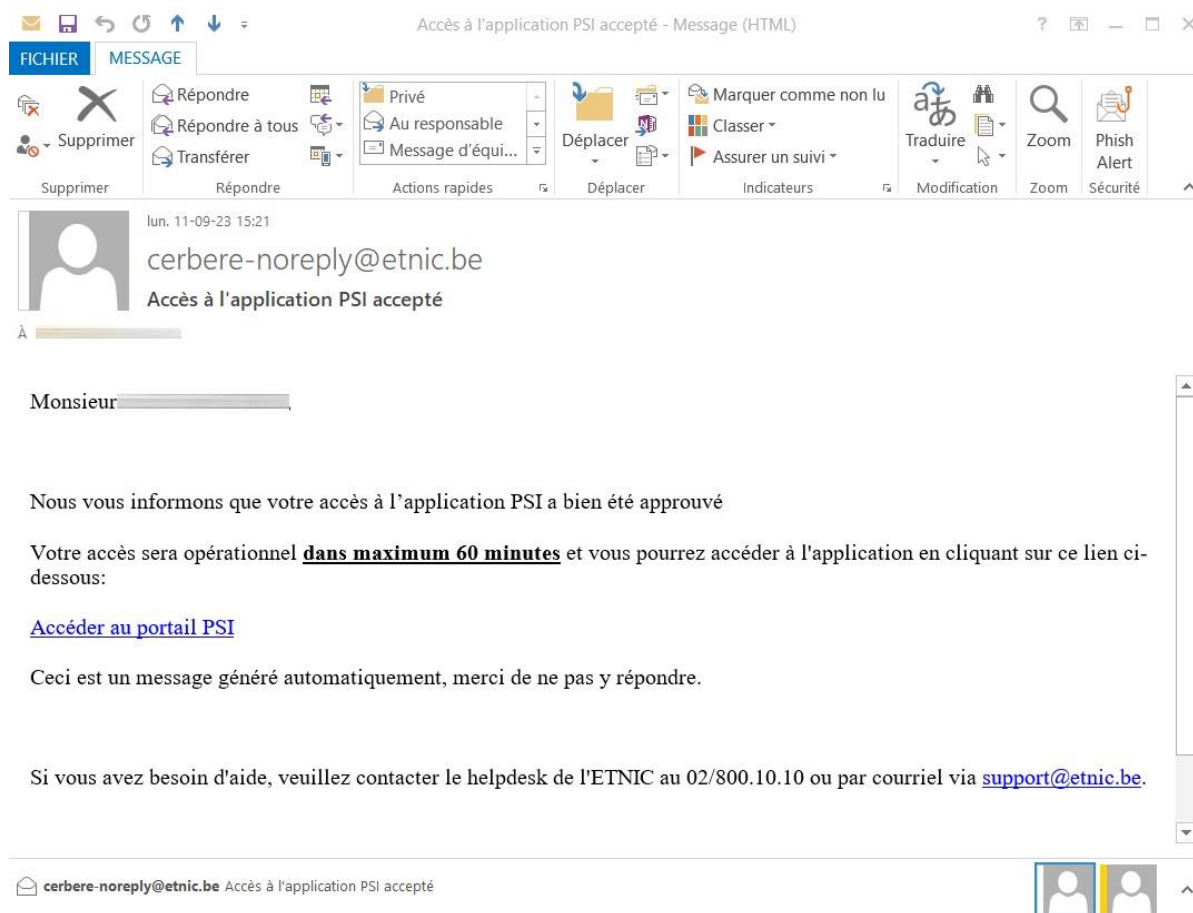 Accès à l'application PSI accepté - Message (HTML)
FICHIER MESSAGE
Supprimer
Répondre
Répondre à tous
Transférer
Privé
Au responsable
Message d'équi...
Déplacer
Marquer comme non lu
Classer
Assurer un suivi
Traduire
Zoom
Phish
Alert
Supprimer Répondre Actions rapides Déplacer Indicateurs Modification Zoom Sécurité
lun. 11-09-23 15:21
cerbere-noreply@etnic.be
Accès à l'application PSI accepté
À
Monsieur
Nous vous informons que votre accès à l’application PSI a bien été approuvé
Votre accès sera opérationnel dans maximum 60 minutes et vous pourrez accéder à l'application en cliquant sur ce lien ci-
dessous:
Accéder au portail PSI
Ceci est un message généré automatiquement, merci de ne pas y répondre.
Si vous avez besoin d'aide, veuillez contacter le helpdesk de l'ETNIC au 02/800.10.10 ou par courriel via support@etnic.be.
cerbere-noreply@etnic.be Accès à l'application PSI accepté